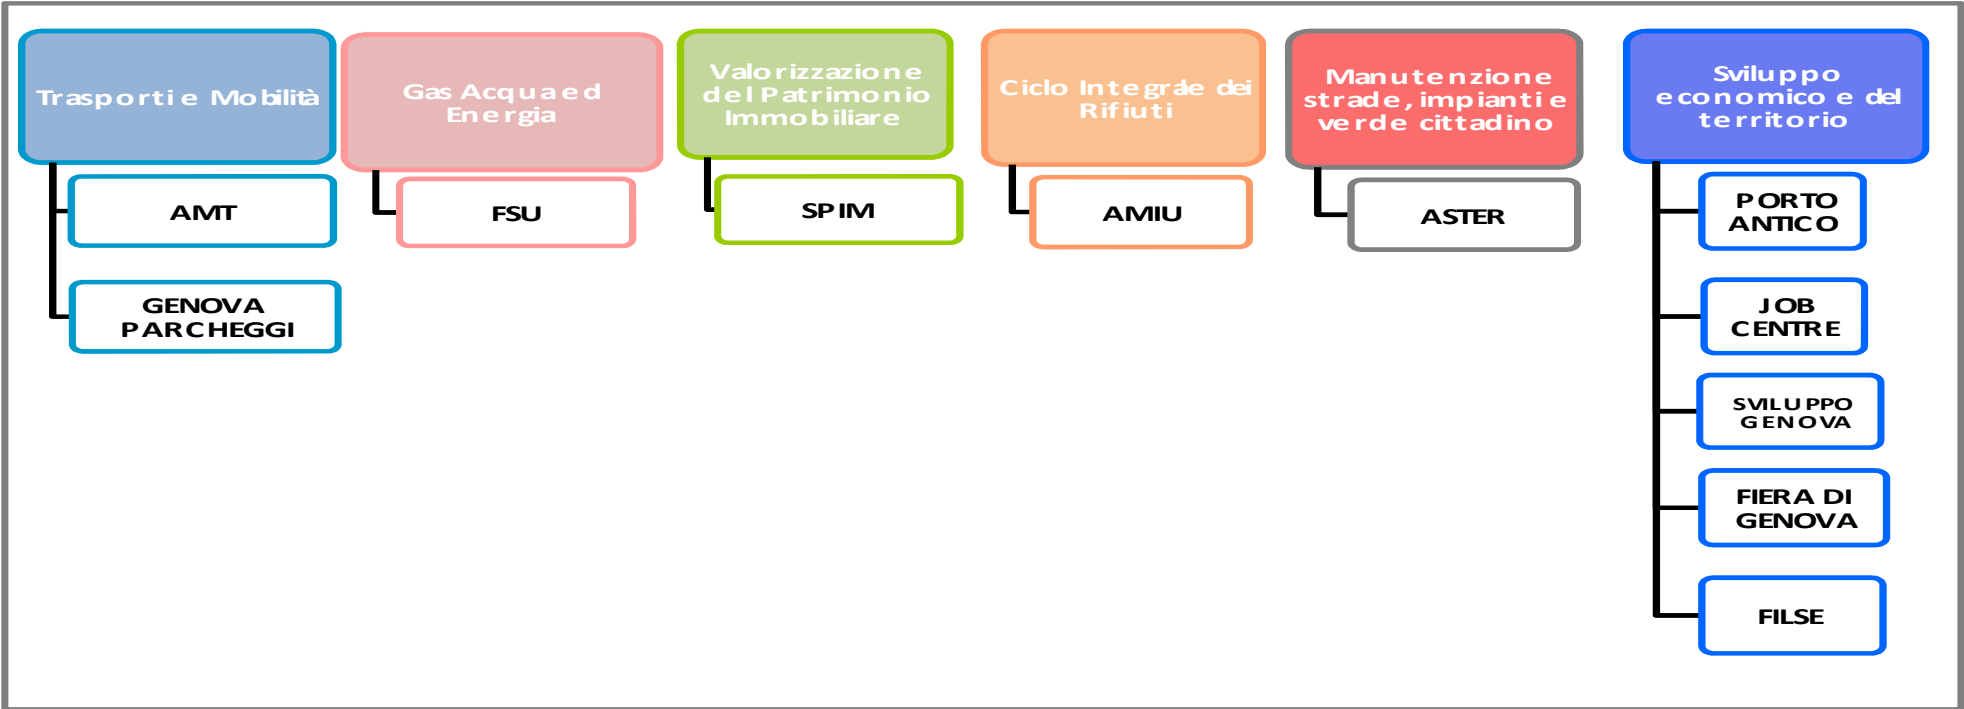 Trasporti e Mobilità
AMT
GENOVA
PARCHEGGI
Gas Acqua ed
Energia
FSU
Valorizzazione
del Patrimonio
Immobiliare
SPIM
Ciclo Integrale dei
Rifiuti
AMIU
Manutenzione
strade, impianti e
verde cittadino
ASTER
Sviluppo
economico e del
territorio
PORTO
ANTICO
JOB
CENTRE
SVILUPPO
GENOVA
FIERA DI
GENOVA
FILSE